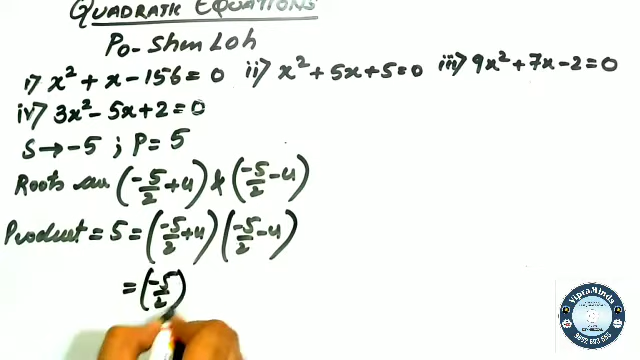 QUADRATIC EQUATIONS
Po-Shen Loh
i) x² + x - 156 = 0 ii) x² + 5x + 5 = 0 iii) 9x² + 7x - 2 = 0
iv) 3x² - 5x + 2 = 0
S → -5 ; P = 5
Roots are (-5/2 + u) & (-5/2 - u)
Product = 5 = (-5/2 + u) (-5/2 - u)
= (-5/2)
VipraMinds